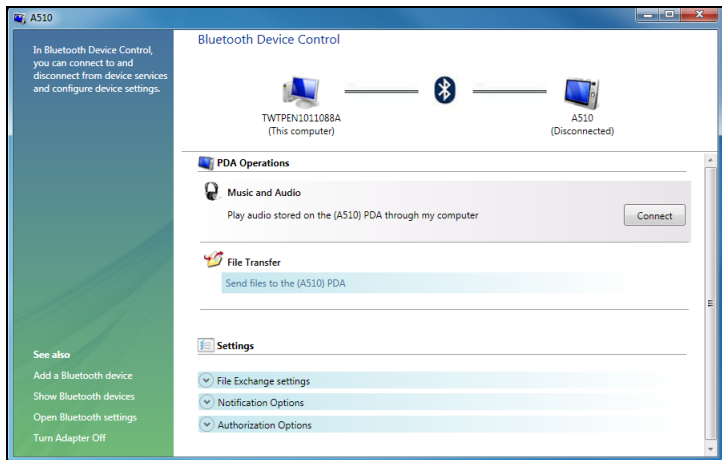 A510
In Bluetooth Device Control,
you can connect to and
disconnect from device services
and configure device settings.
Bluetooth Device Control
TWTPEN1011088A
(This computer)
A510
(Disconnected)
PDA Operations
Music and Audio
Play audio stored on the (A510) PDA through my computer
Connect
File Transfer
Send files to the (A510) PDA
Settings
File Exchange settings
Notification Options
Authorization Options
See also
Add a Bluetooth device
Show Bluetooth devices
Open Bluetooth settings
Turn Adapter Off